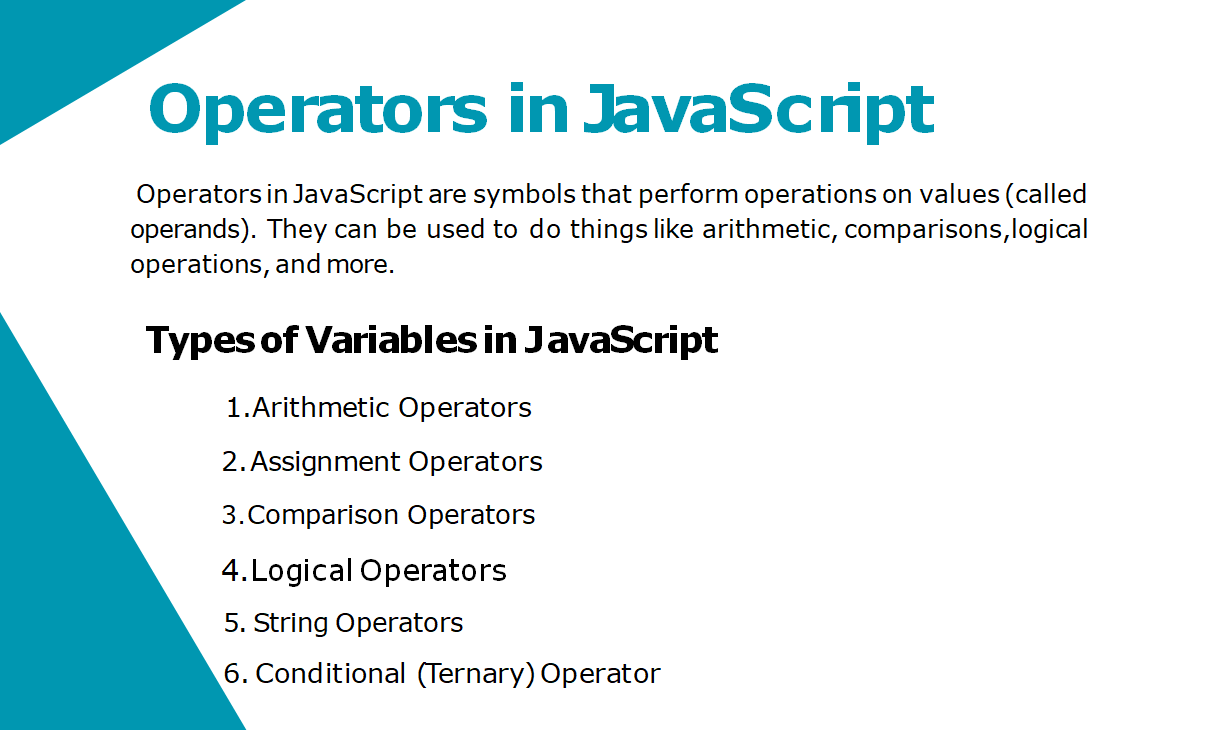 Operators in JavaScript
Operators in JavaScript are symbols that perform operations on values (called
operands). They can be used to do things like arithmetic, comparisons,logical
operations, and more.
Types of Variables in JavaScript
1.Arithmetic Operators
2.Assignment Operators
3.Comparison Operators
4.Logical Operators
5. String Operators
6. Conditional (Ternary) Operator